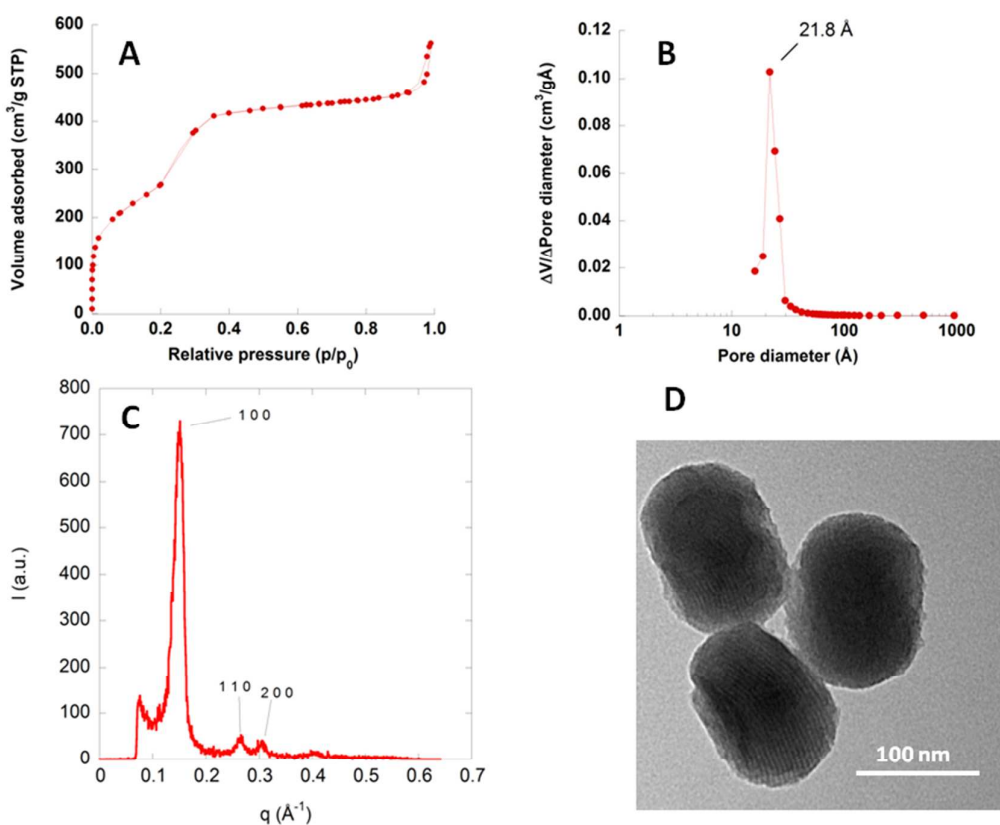 A
Volume adsorbed (cm³/g STP)
600
500
400
300
200
100
0
0.0 0.2 0.4 0.6 0.8 1.0
Relative pressure (p/p₀)
B
21.8 Å
ΔV/ΔPore diameter (cm³/gÅ)
0.12
0.10
0.08
0.06
0.04
0.02
0.00
1 10 100 1000
Pore diameter (Å)
C
I (a.u.)
800
700
600
500
400
300
200
100
0
1 0 0
1 1 0
2 0 0
0 0.1 0.2 0.3 0.4 0.5 0.6 0.7
q (Å⁻¹)
D
100 nm